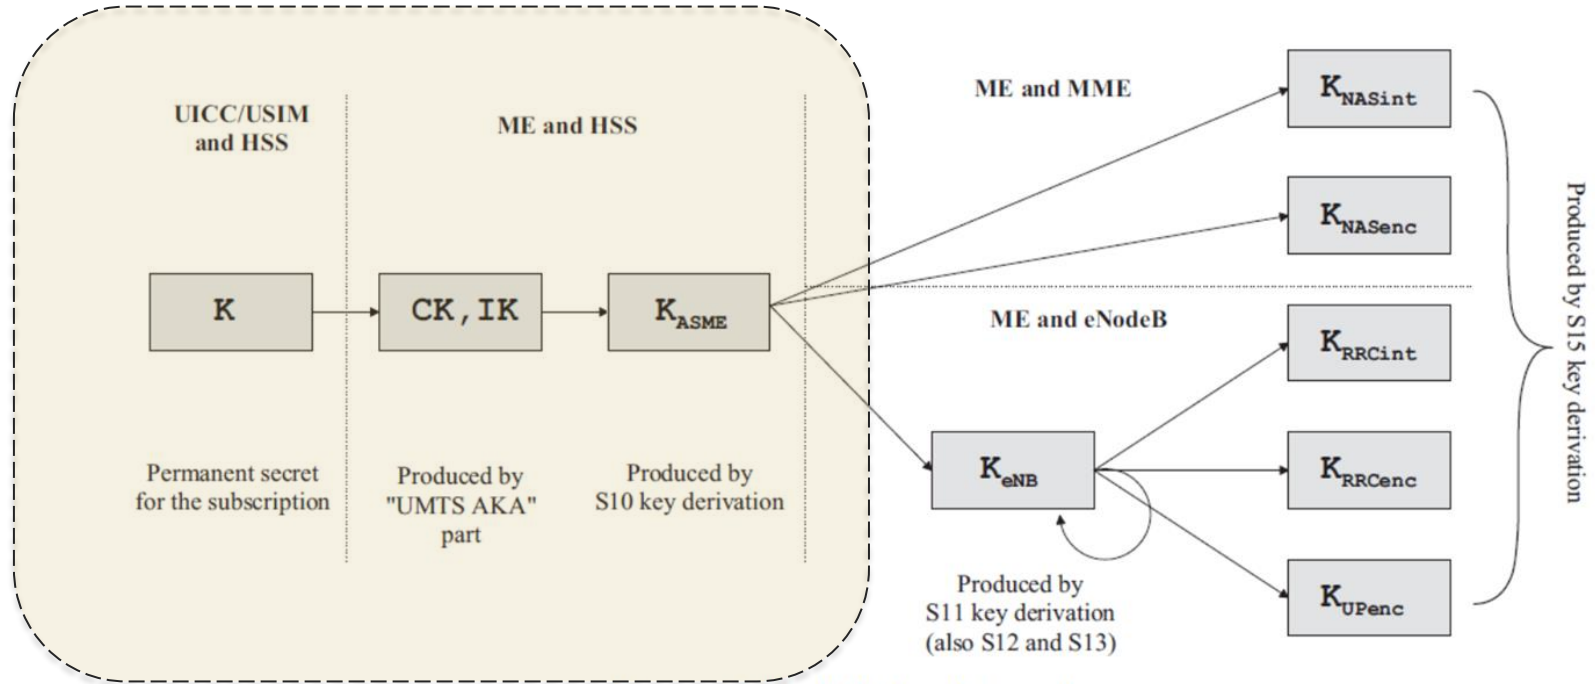 UICC/USIM
and HSS
ME and HSS
ME and MME
K
CK, IK
KASME
KNASint
KNASenc
ME and eNodeB
KeNB
KRRCint
KRRCenc
KUPenc
Permanent secret
for the subscription
Produced by
"UMTS AKA"
part
Produced by
S10 key derivation
Produced by
S11 key derivation
(also S12 and S13)
Produced by S15 key derivation